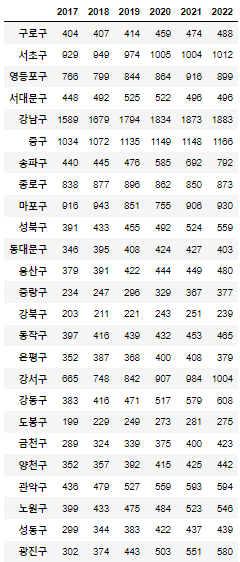 2017 2018 2019 2020 2021 2022
구로구 404 407 414 459 474 488
서초구 929 949 974 1005 1004 1012
영등포구 766 799 844 864 916 899
서대문구 448 492 525 522 496 496
강남구 1589 1679 1794 1834 1873 1883
중구 1034 1072 1135 1149 1148 1166
송파구 440 445 476 585 692 792
종로구 838 877 896 862 850 873
마포구 916 943 851 755 906 930
성북구 391 433 455 492 524 559
동대문구 346 395 408 424 427 403
용산구 379 391 422 444 449 480
중랑구 234 247 296 329 367 377
강북구 203 211 221 243 251 239
동작구 397 416 439 432 453 465
은평구 352 387 368 400 408 379
강서구 665 748 842 907 984 1004
강동구 383 416 471 517 579 608
도봉구 199 229 249 273 281 275
금천구 289 324 339 375 400 423
양천구 352 357 392 415 425 442
관악구 436 479 527 559 593 594
노원구 399 433 475 484 523 546
성동구 299 344 383 422 437 439
광진구 302 374 443 503 551 580